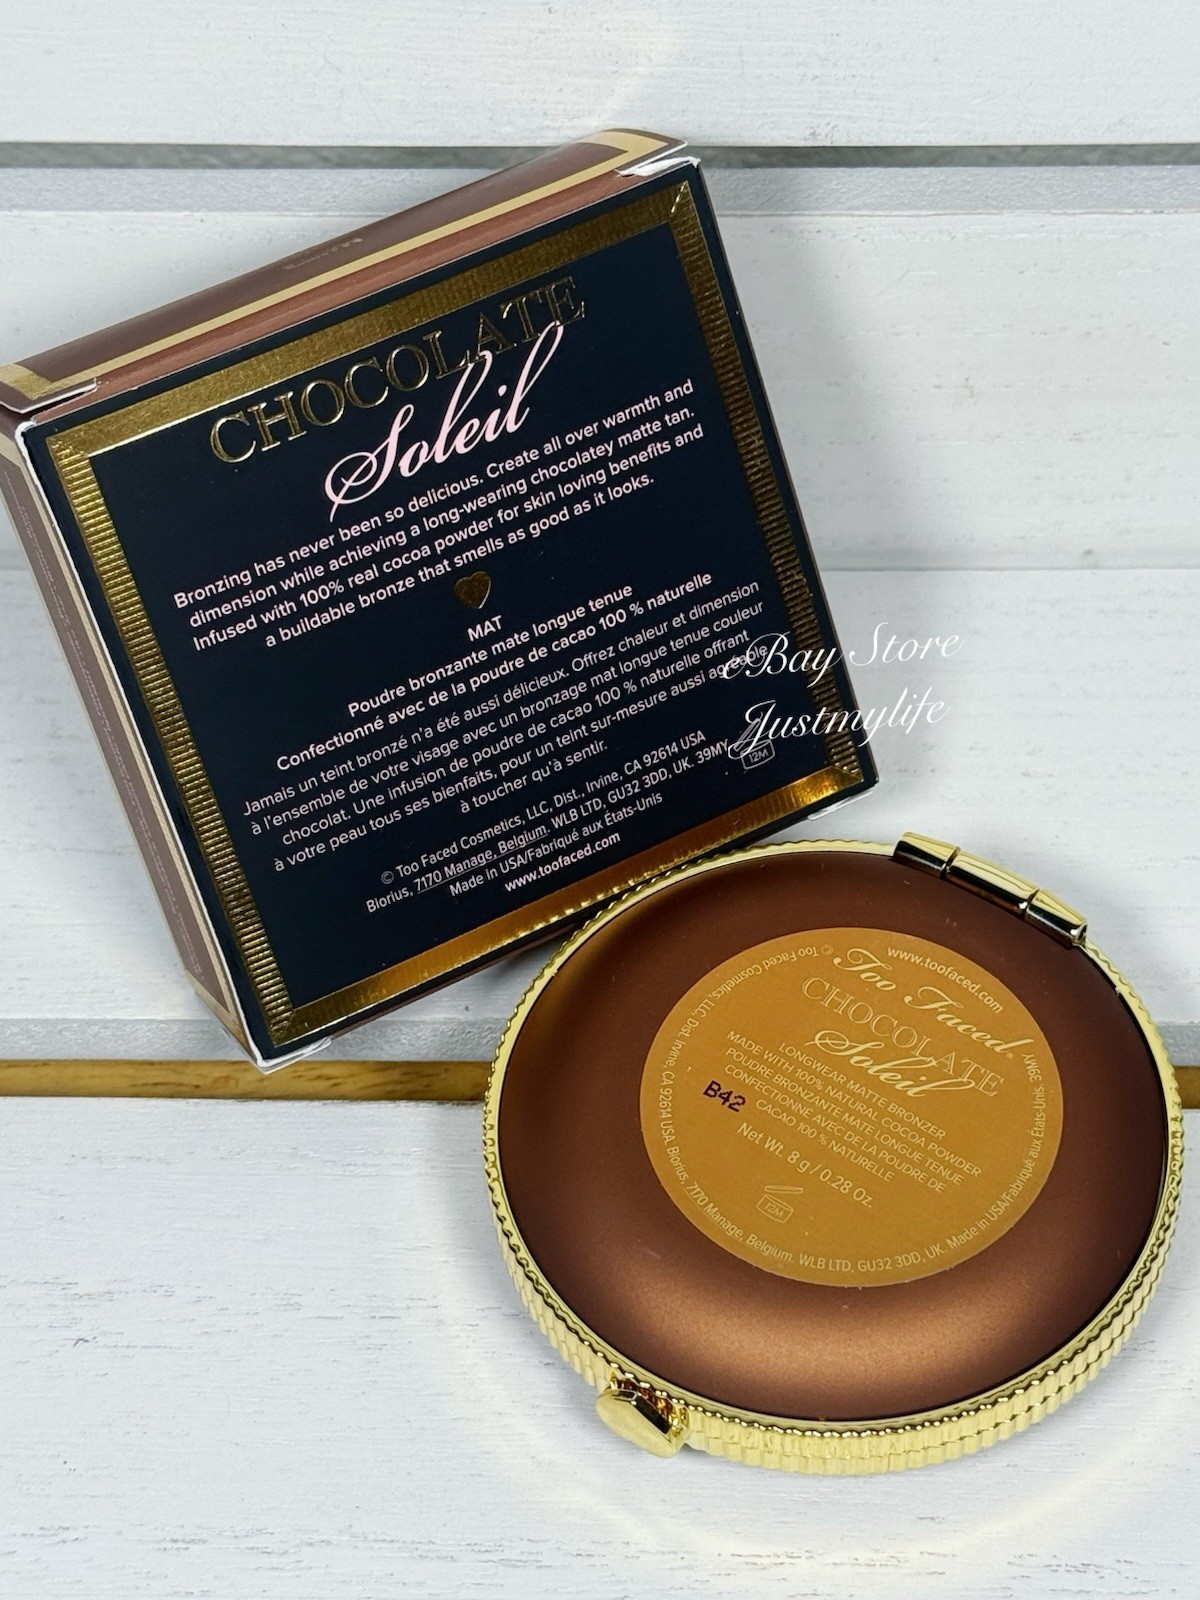 CHOCOLATE
Soleil
Bronzing has never been so delicious. Create all over warmth and
dimension while achieving a long-wearing chocolatey matte tan.
Infused with 100% real cocoa powder for skin loving benefits and
a buildable bronze that smells as good as it looks.
MAT
Poudre bronzante mate longue tenue
Confectionné avec de la poudre de cacao 100 % naturelle
Jamais un teint bronzé n'a été aussi délicieux. Offrez chaleur et dimension
à l'ensemble de votre visage avec un bronzage mat longue tenue couleur
chocolat. Une infusion de poudre de cacao 100 % naturelle offrant
à votre peau tous ses bienfaits, pour un teint sur-mesure aussi agréable
à toucher qu'à sentir.
© Too Faced Cosmetics, LLC, Dist., Irvine, CA 92614 USA
Biorius, 7170 Manage, Belgium. WLB LTD, GU32 3DD, UK. 39MY
Made in USA/Fabriqué aux États-Unis
www.toofaced.com
12M
eBay Store
Justmylife
www.toofaced.com
Too Faced®
CHOCOLATE
Soleil
LONGWEAR MATTE BRONZER
MADE WITH 100% NATURAL COCOA POWDER
POUDRE BRONZANTE MATE LONGUE TENUE
CONFECTIONNÉ AVEC DE LA POUDRE DE
CACAO 100 % NATURELLE
B42
Net Wt. 8 g / 0.28 Oz.
12M
© Too Faced Cosmetics, LLC, Dist. Irvine, CA 92614 USA. Biorius, 7170 Manage, Belgium. WLB LTD, GU32 3DD, UK. Made in USA/Fabriqué aux États-Unis. 39MY